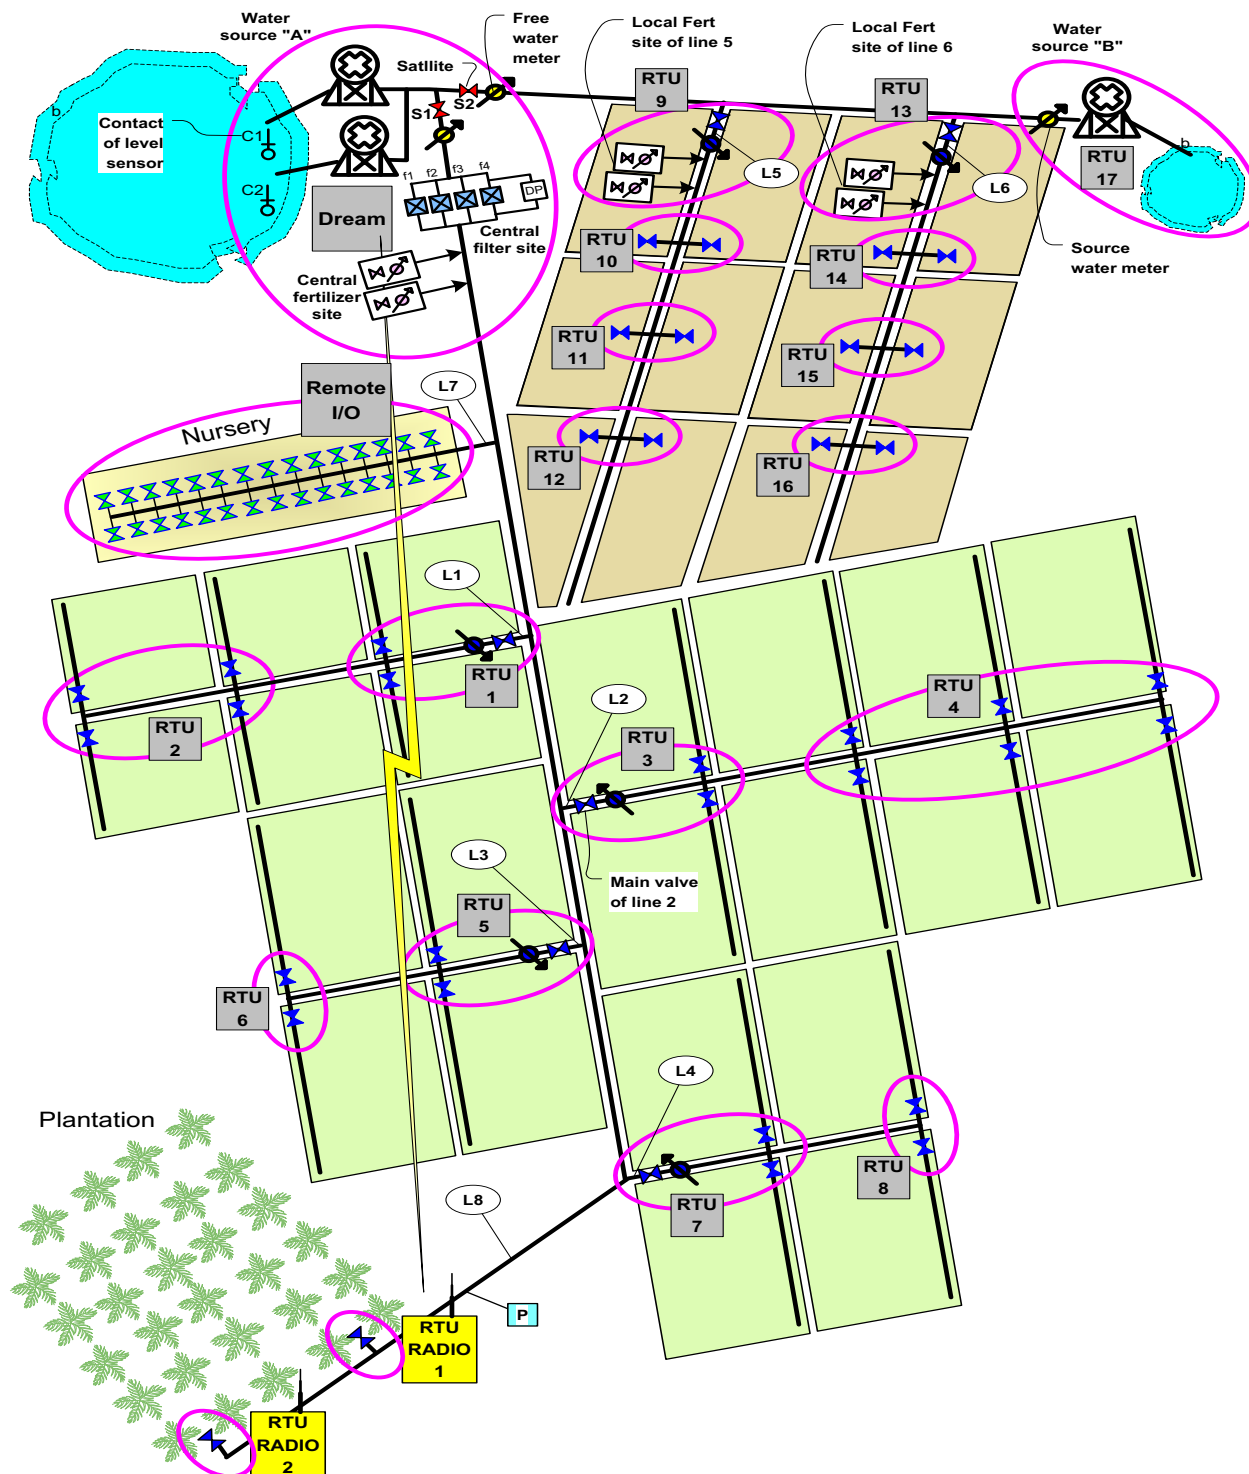 Water
source "A"
Free
water
meter
Local Fert
site of line 5
Local Fert
site of line 6
Water
source "B"
Satllite
S2
S1
RTU
9
RTU
13
b
Contact
of level
sensor
C1
C2
f1
f2
f3
f4
DP
L5
L6
RTU
17
b
Dream
Central
filter site
Central
fertilizer
site
RTU
10
RTU
14
Source
water meter
RTU
11
RTU
15
Remote
I/O
L7
Nursery
RTU
12
RTU
16
L1
RTU
1
RTU
2
L2
RTU
3
RTU
4
L3
Main valve
of line 2
RTU
5
RTU
6
L4
RTU
7
RTU
8
Plantation
L8
P
RTU
RADIO
1
RTU
RADIO
2